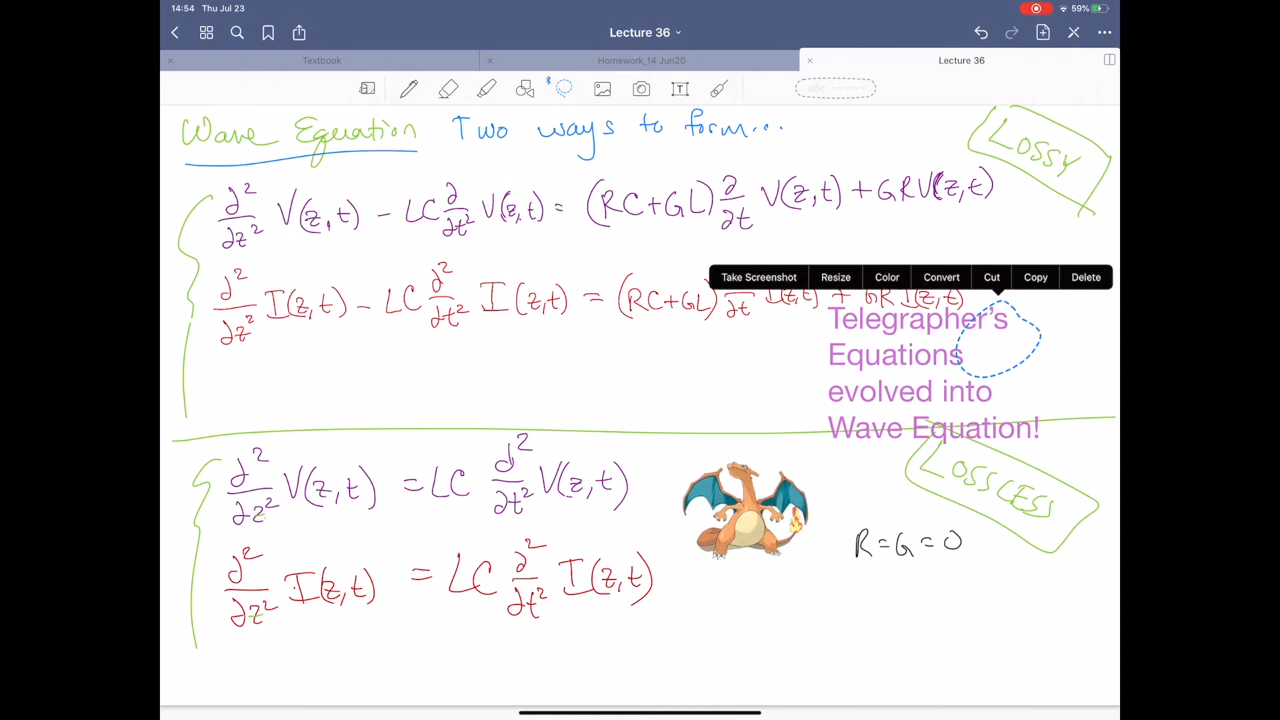 14:54 Thu Jul 23
59%
Lecture 36
Textbook
Homework_14 Jun20
Lecture 36
abc
Wave Equation Two ways to form...
LOSSY
∂²/∂z² V(z,t) - LC ∂/∂t² V(z,t) = (RC+GL) ∂/∂t V(z,t) + GRV(z,t)
Take Screenshot Resize Color Convert Cut Copy Delete
∂²/∂z² I(z,t) - LC ∂²/∂t² I(z,t) = (RC+GL) ∂/∂t I(z,t) + GR I(z,t)
Telegrapher's
Equations
evolved into
Wave Equation!
LOSSLESS
∂²/∂z² V(z,t) = LC ∂²/∂t² V(z,t)
R=G=0
∂²/∂z² I(z,t) = LC ∂²/∂t² I(z,t)